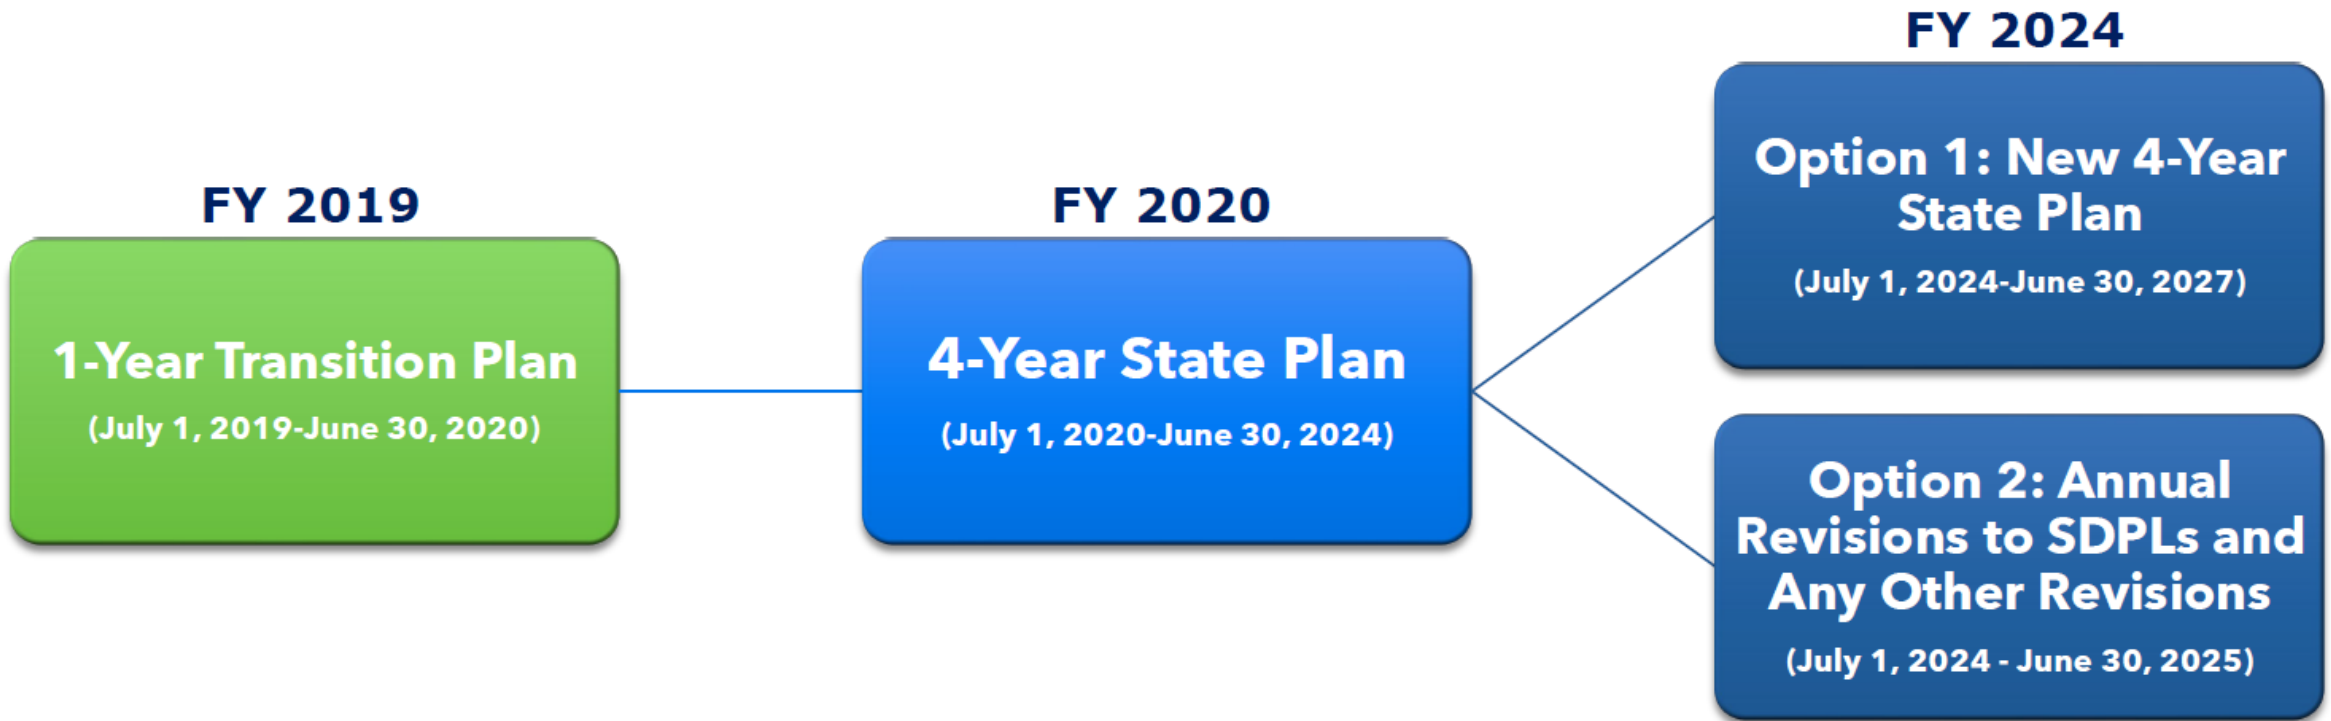 FY 2019
1-Year Transition Plan
(July 1, 2019-June 30, 2020)
FY 2020
4-Year State Plan
(July 1, 2020-June 30, 2024)
FY 2024
Option 1: New 4-Year
State Plan
(July 1, 2024-June 30, 2027)
Option 2: Annual
Revisions to SDPLs and
Any Other Revisions
(July 1, 2024 - June 30, 2025)